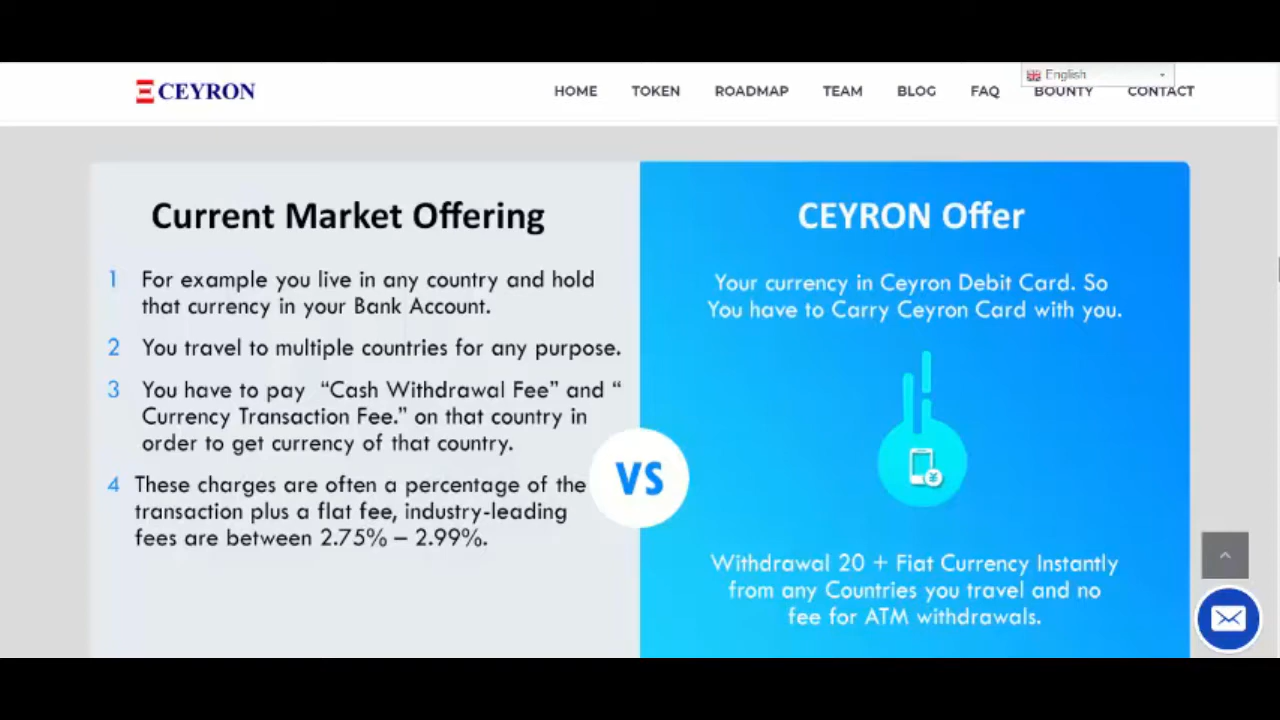 CEYRON
HOME TOKEN ROADMAP TEAM BLOG FAQ BOUNTY CONTACT
English
Current Market Offering
1 For example you live in any country and hold
that currency in your Bank Account.
2 You travel to multiple countries for any purpose.
3 You have to pay “Cash Withdrawal Fee” and “
Currency Transaction Fee.” on that country in
order to get currency of that country.
4 These charges are often a percentage of the
transaction plus a flat fee, industry-leading
fees are between 2.75% – 2.99%.
VS
CEYRON Offer
Your currency in Ceyron Debit Card. So
You have to Carry Ceyron Card with you.
¥
Withdrawal 20 + Fiat Currency Instantly
from any Countries you travel and no
fee for ATM withdrawals.